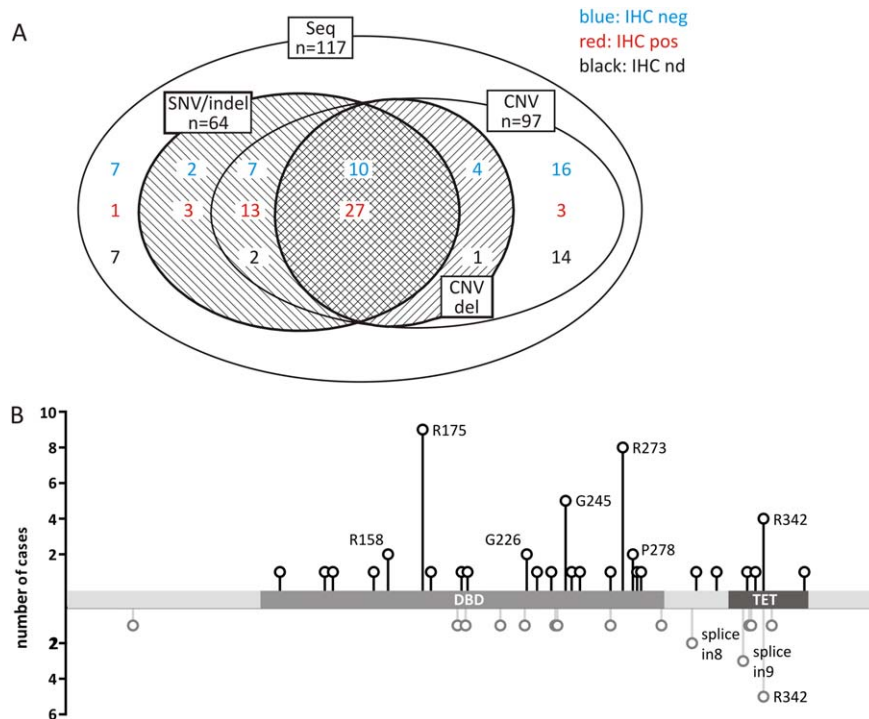 A
Seq
n=117
blue: IHC neg
red: IHC pos
black: IHC nd
SNV/indel
n=64
CNV
n=97
7 2 7 10 4 16
1 3 13 27 3
7 2 1 14
CNV
del
B
10
8
6
4
2
2
4
6
number of cases
R175
R273
G245
R342
R158
G226
P278
DBD
TET
splice
in8
splice
in9
R342